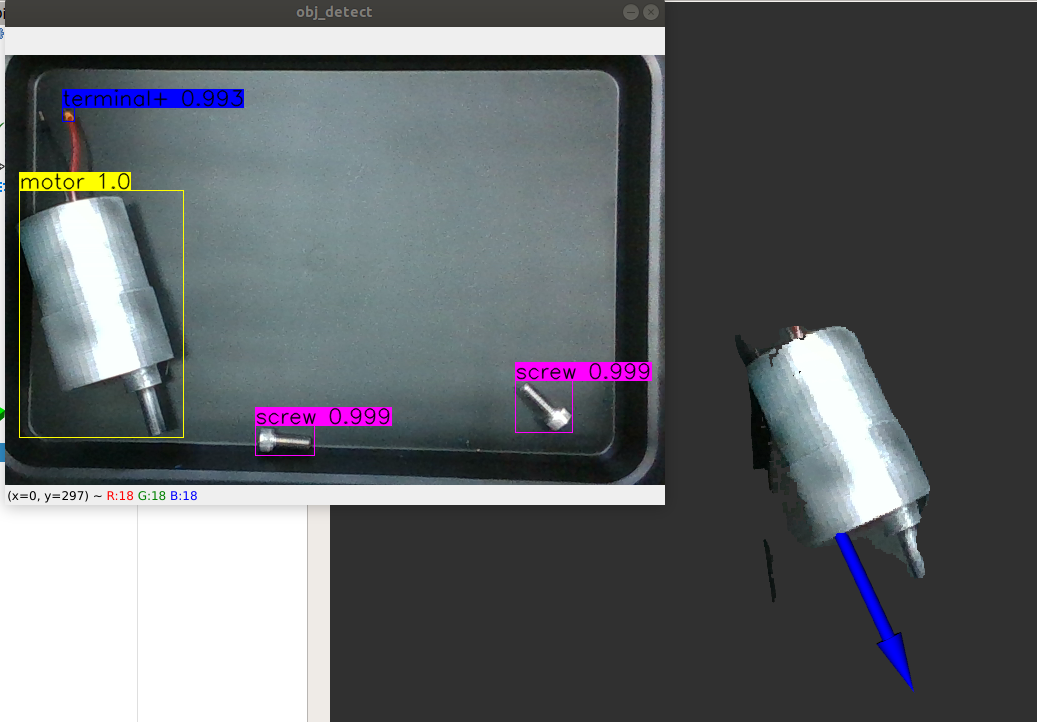 obj_detect
terminal+ 0.993
motor 1.0
screw 0.999
screw 0.999
(x=0, y=297) ~ R:18 G:18 B:18